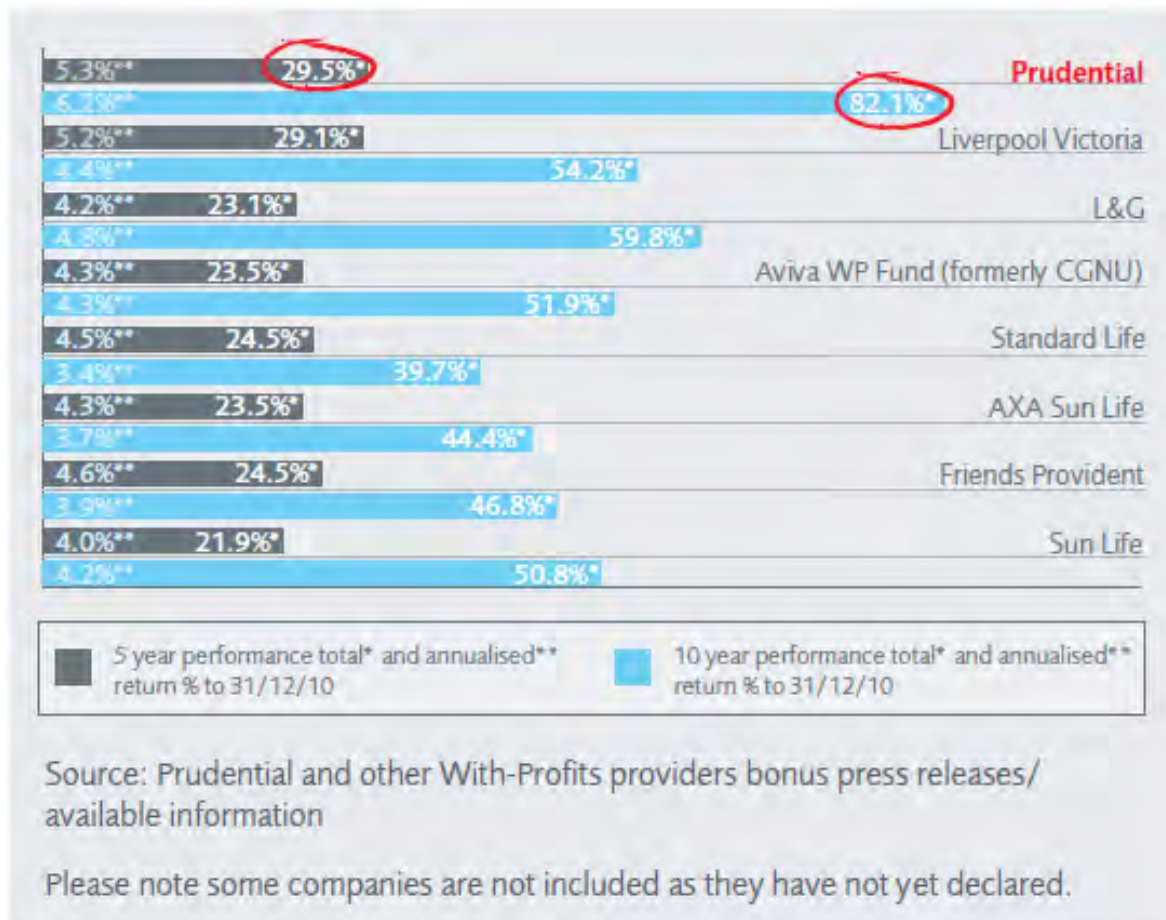 5.3%** 29.5%* Prudential
6.2%** 82.1%*
5.2%** 29.1%* Liverpool Victoria
4.4%** 54.2%*
4.2%** 23.1%* L&G
4.8%** 59.8%*
4.3%** 23.5%* Aviva WP Fund (formerly CGNU)
4.3%** 51.9%*
4.5%** 24.5%* Standard Life
3.4%** 39.7%*
4.3%** 23.5%* AXA Sun Life
3.7%** 44.4%*
4.6%** 24.5%* Friends Provident
3.9%** 46.8%*
4.0%** 21.9%* Sun Life
4.2%** 50.8%*
5 year performance total* and annualised**
return % to 31/12/10
10 year performance total* and annualised**
return % to 31/12/10
Source: Prudential and other With-Profits providers bonus press releases/
available information
Please note some companies are not included as they have not yet declared.